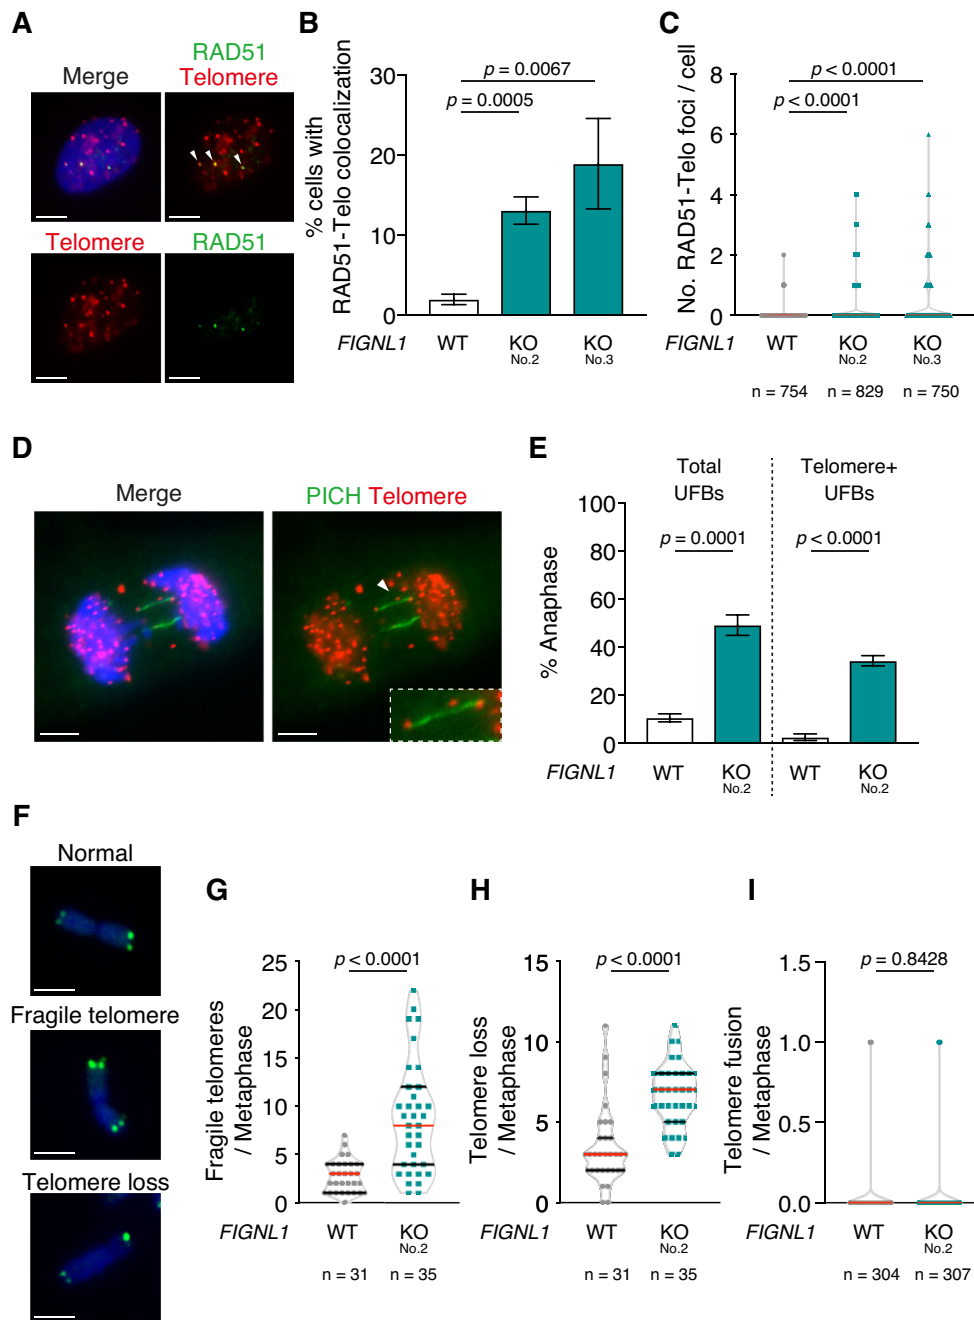 A
Merge
RAD51
Telomere
Telomere
RAD51
B
% cells with
RAD51-Telo colocalization
30
20
10
0
p = 0.0067
p = 0.0005
FIGNL1 WT KO KO
No.2 No.3
C
No. RAD51-Telo foci / cell
8
6
4
2
0
p < 0.0001
p < 0.0001
FIGNL1 WT KO KO
No.2 No.3
n = 754 n = 829 n = 750
D
Merge
PICH Telomere
E
Total
UFBs
Telomere+
UFBs
% Anaphase
100
80
60
40
20
0
p = 0.0001
p < 0.0001
FIGNL1 WT KO WT KO
No.2 No.2
F
Normal
Fragile telomere
Telomere loss
G
Fragile telomeres
/ Metaphase
25
20
15
10
5
0
p < 0.0001
FIGNL1 WT KO
No.2
n = 31 n = 35
H
Telomere loss
/ Metaphase
15
10
5
0
p < 0.0001
FIGNL1 WT KO
No.2
n = 31 n = 35
I
Telomere fusion
/ Metaphase
1.5
1.0
0.5
0.0
p = 0.8428
FIGNL1 WT KO
No.2
n = 304 n = 307